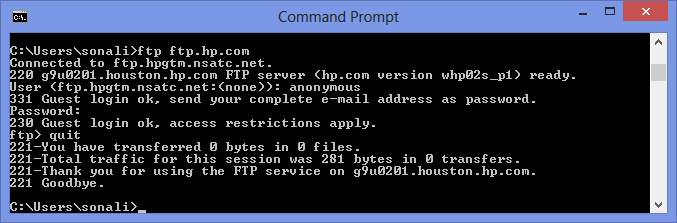 Command Prompt
C:\Users\sonali>ftp ftp.hp.com
Connected to ftp.hpgtm.nsatc.net.
220 g9u0201.houston.hp.com FTP server (hp.com version whp02s_p1) ready.
User (ftp.hpgtm.nsatc.net:(none)): anonymous
331 Guest login ok, send your complete e-mail address as password.
Password:
230 Guest login ok, access restrictions apply.
ftp> quit
221-You have transferred 0 bytes in 0 files.
221-Total traffic for this session was 281 bytes in 0 transfers.
221-Thank you for using the FTP service on g9u0201.houston.hp.com.
221 Goodbye.
C:\Users\sonali>_